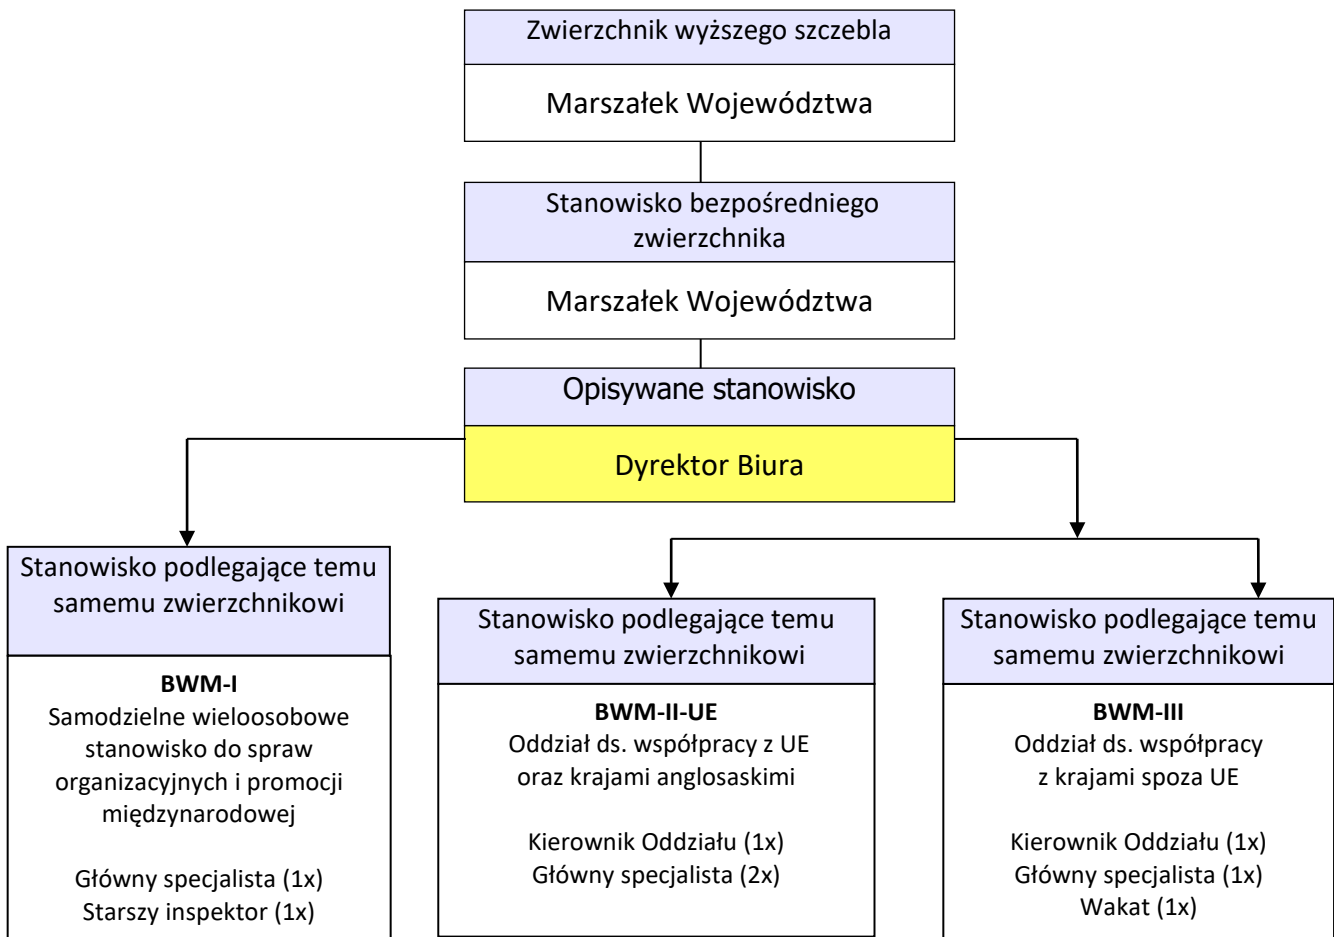 Zwierzchnik wyższego szczebla
Marszałek Województwa
Stanowisko bezpośredniego
zwierzchnika
Marszałek Województwa
Opisywane stanowisko
Dyrektor Biura
Stanowisko podlegające temu
samemu zwierzchnikowi
BWM-I
Samodzielne wieloosobowe
stanowisko do spraw
organizacyjnych i promocji
międzynarodowej
Główny specjalista (1x)
Starszy inspektor (1x)
Stanowisko podlegające temu
samemu zwierzchnikowi
BWM-II-UE
Oddział ds. współpracy z UE
oraz krajami anglosaskimi
Kierownik Oddziału (1x)
Główny specjalista (2x)
Stanowisko podlegające temu
samemu zwierzchnikowi
BWM-III
Oddział ds. współpracy
z krajami spoza UE
Kierownik Oddziału (1x)
Główny specjalista (1x)
Wakat (1x)